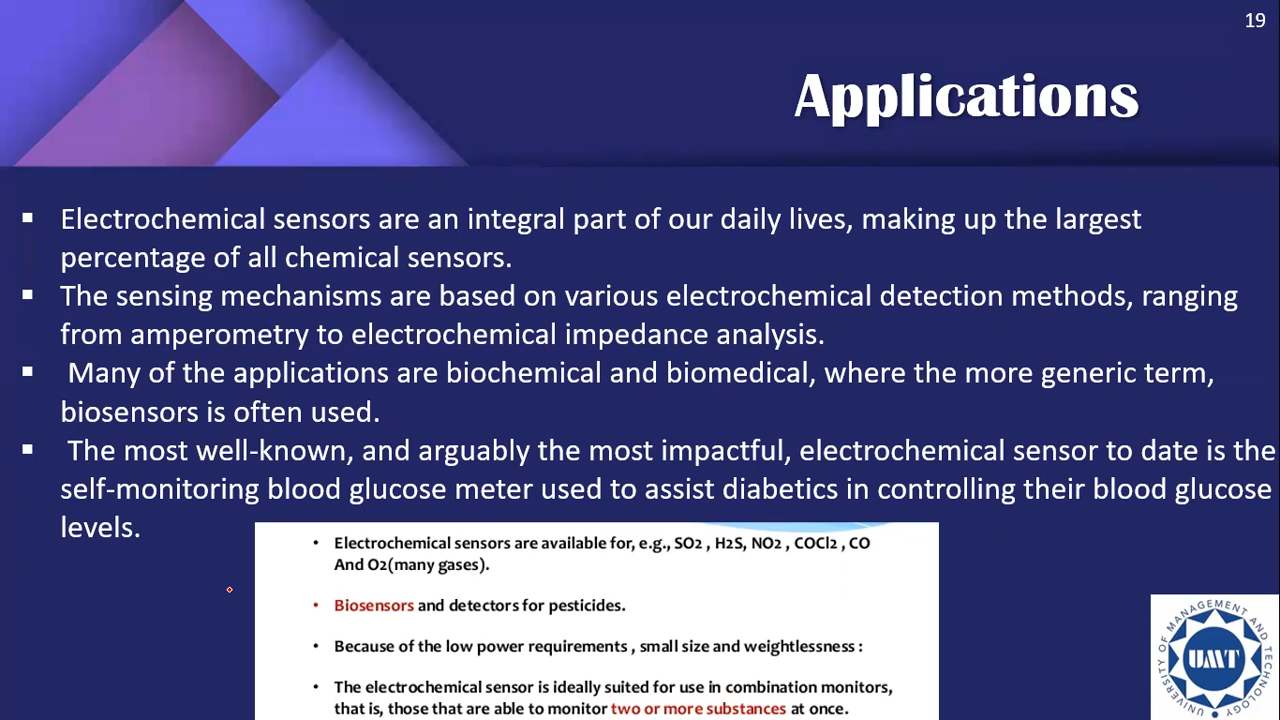 19
Applications
▪ Electrochemical sensors are an integral part of our daily lives, making up the largest
percentage of all chemical sensors.
▪ The sensing mechanisms are based on various electrochemical detection methods, ranging
from amperometry to electrochemical impedance analysis.
▪ Many of the applications are biochemical and biomedical, where the more generic term,
biosensors is often used.
▪ The most well-known, and arguably the most impactful, electrochemical sensor to date is the
self-monitoring blood glucose meter used to assist diabetics in controlling their blood glucose
levels.
• Electrochemical sensors are available for, e.g., SO2 , H2S, NO2 , COCl2 , CO
And O2(many gases).
• Biosensors and detectors for pesticides.
• Because of the low power requirements , small size and weightlessness :
• The electrochemical sensor is ideally suited for use in combination monitors,
that is, those that are able to monitor two or more substances at once.
UNIVERSITY OF MANAGEMENT AND TECHNOLOGY
UMT